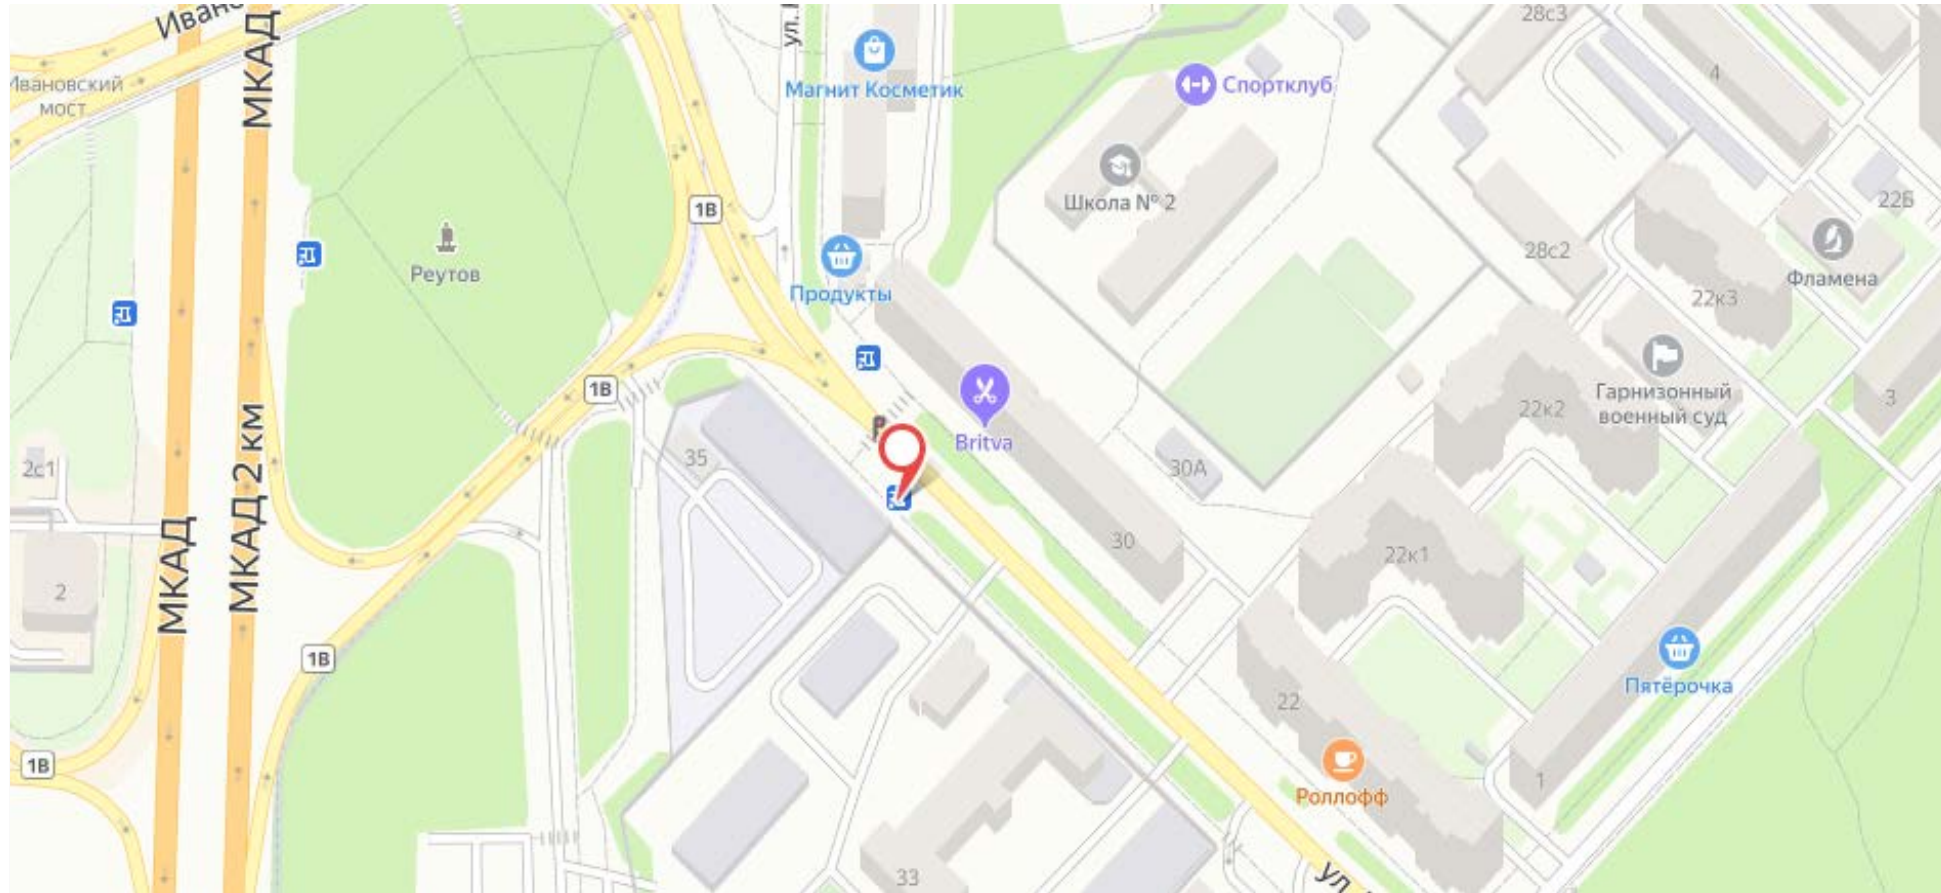 МКАД
ул.
28с3
Магнит Косметик
Спортклуб
4
Ивановский
мост
Школа № 2
22Б
1В
28с2
Реутов
Продукты
Фламена
22к3
1В
Гарнизонный
военный суд
22к2
3
Britva
35
30А
2с1
МКАД 2 км
МКАД
30
22к1
2
1В
Пятёрочка
22
1В
1
Роллофф
33
ул.